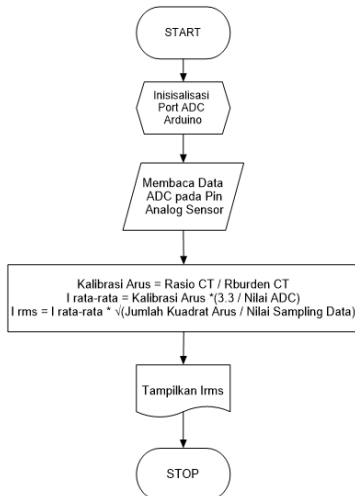 START
Inisisalisasi
Port ADC
Arduino
Membaca Data
ADC pada Pin
Analog Sensor
Kalibrasi Arus = Rasio CT / Rburden CT
I rata-rata = Kalibrasi Arus *(3.3 / Nilai ADC)
I rms = I rata-rata * √(Jumlah Kuadrat Arus / Nilai Sampling Data)
Tampilkan Irms
STOP